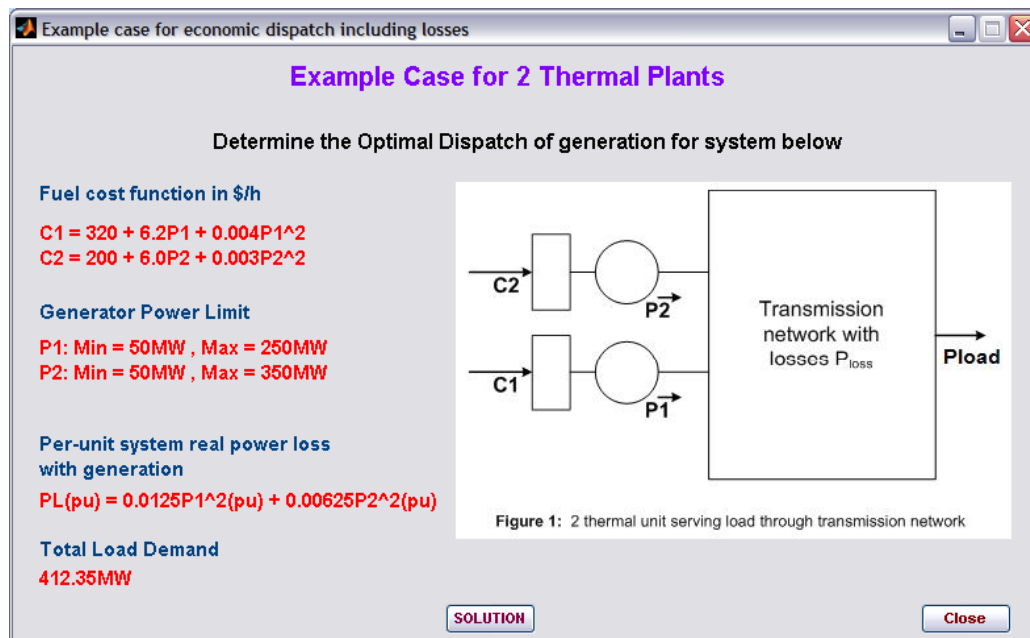 Example case for economic dispatch including losses
Example Case for 2 Thermal Plants
Determine the Optimal Dispatch of generation for system below
Fuel cost function in $/h
C1 = 320 + 6.2P1 + 0.004P1^2
C2 = 200 + 6.0P2 + 0.003P2^2
Generator Power Limit
P1: Min = 50MW , Max = 250MW
P2: Min = 50MW , Max = 350MW
Per-unit system real power loss
with generation
PL(pu) = 0.0125P1^2(pu) + 0.00625P2^2(pu)
Total Load Demand
412.35MW
C2
P2
C1
P1
Transmission
network with
losses Ploss
Pload
Figure 1: 2 thermal unit serving load through transmission network
SOLUTION
Close